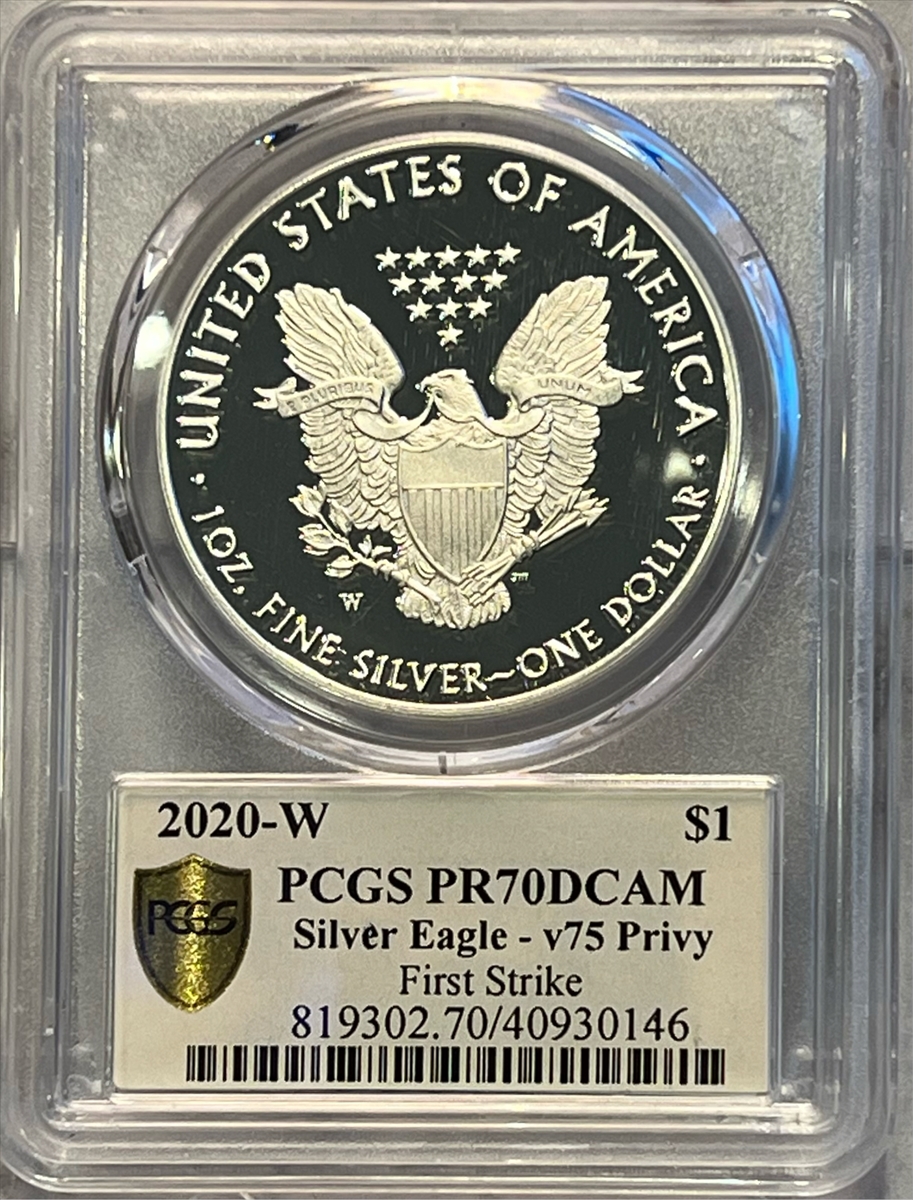 UNITED STATES OF AMERICA
E PLURIBUS
UNUM
W
JM
1 OZ. FINE SILVER~ONE DOLLAR
2020-W $1
PCGS
PCGS PR70DCAM
Silver Eagle - v75 Privy
First Strike
819302.70/40930146